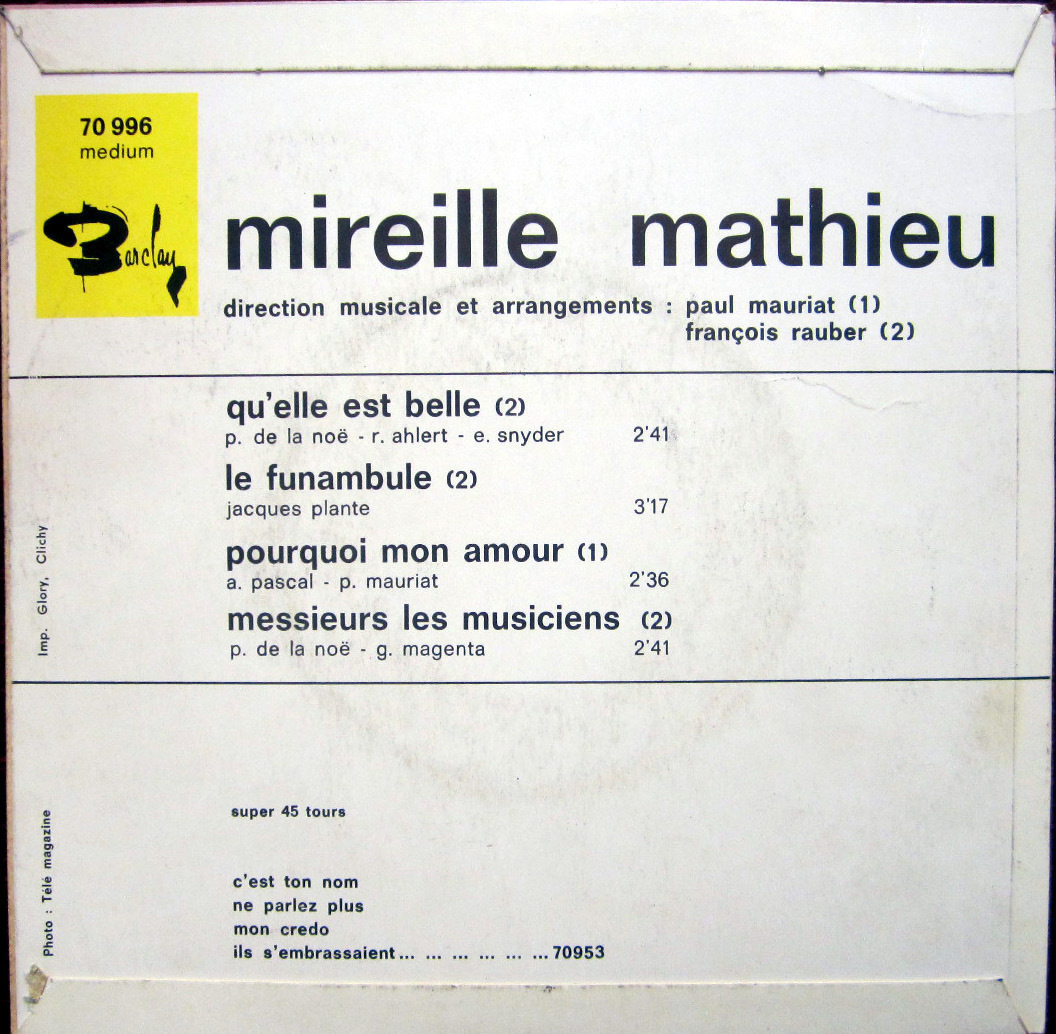 70 996
medium
Barclay
mireille mathieu
direction musicale et arrangements : paul mauriat (1)
françois rauber (2)
qu'elle est belle (2)
p. de la noë - r. ahlert - e. snyder 2'41
le funambule (2)
jacques plante 3'17
pourquoi mon amour (1)
a. pascal - p. mauriat 2'36
messieurs les musiciens (2)
p. de la noë - g. magenta 2'41
Imp. Glory, Clichy
super 45 tours
c'est ton nom
ne parlez plus
mon credo
ils s'embrassaient... ... ... ... ... ...70953
Photo : Télé magazine